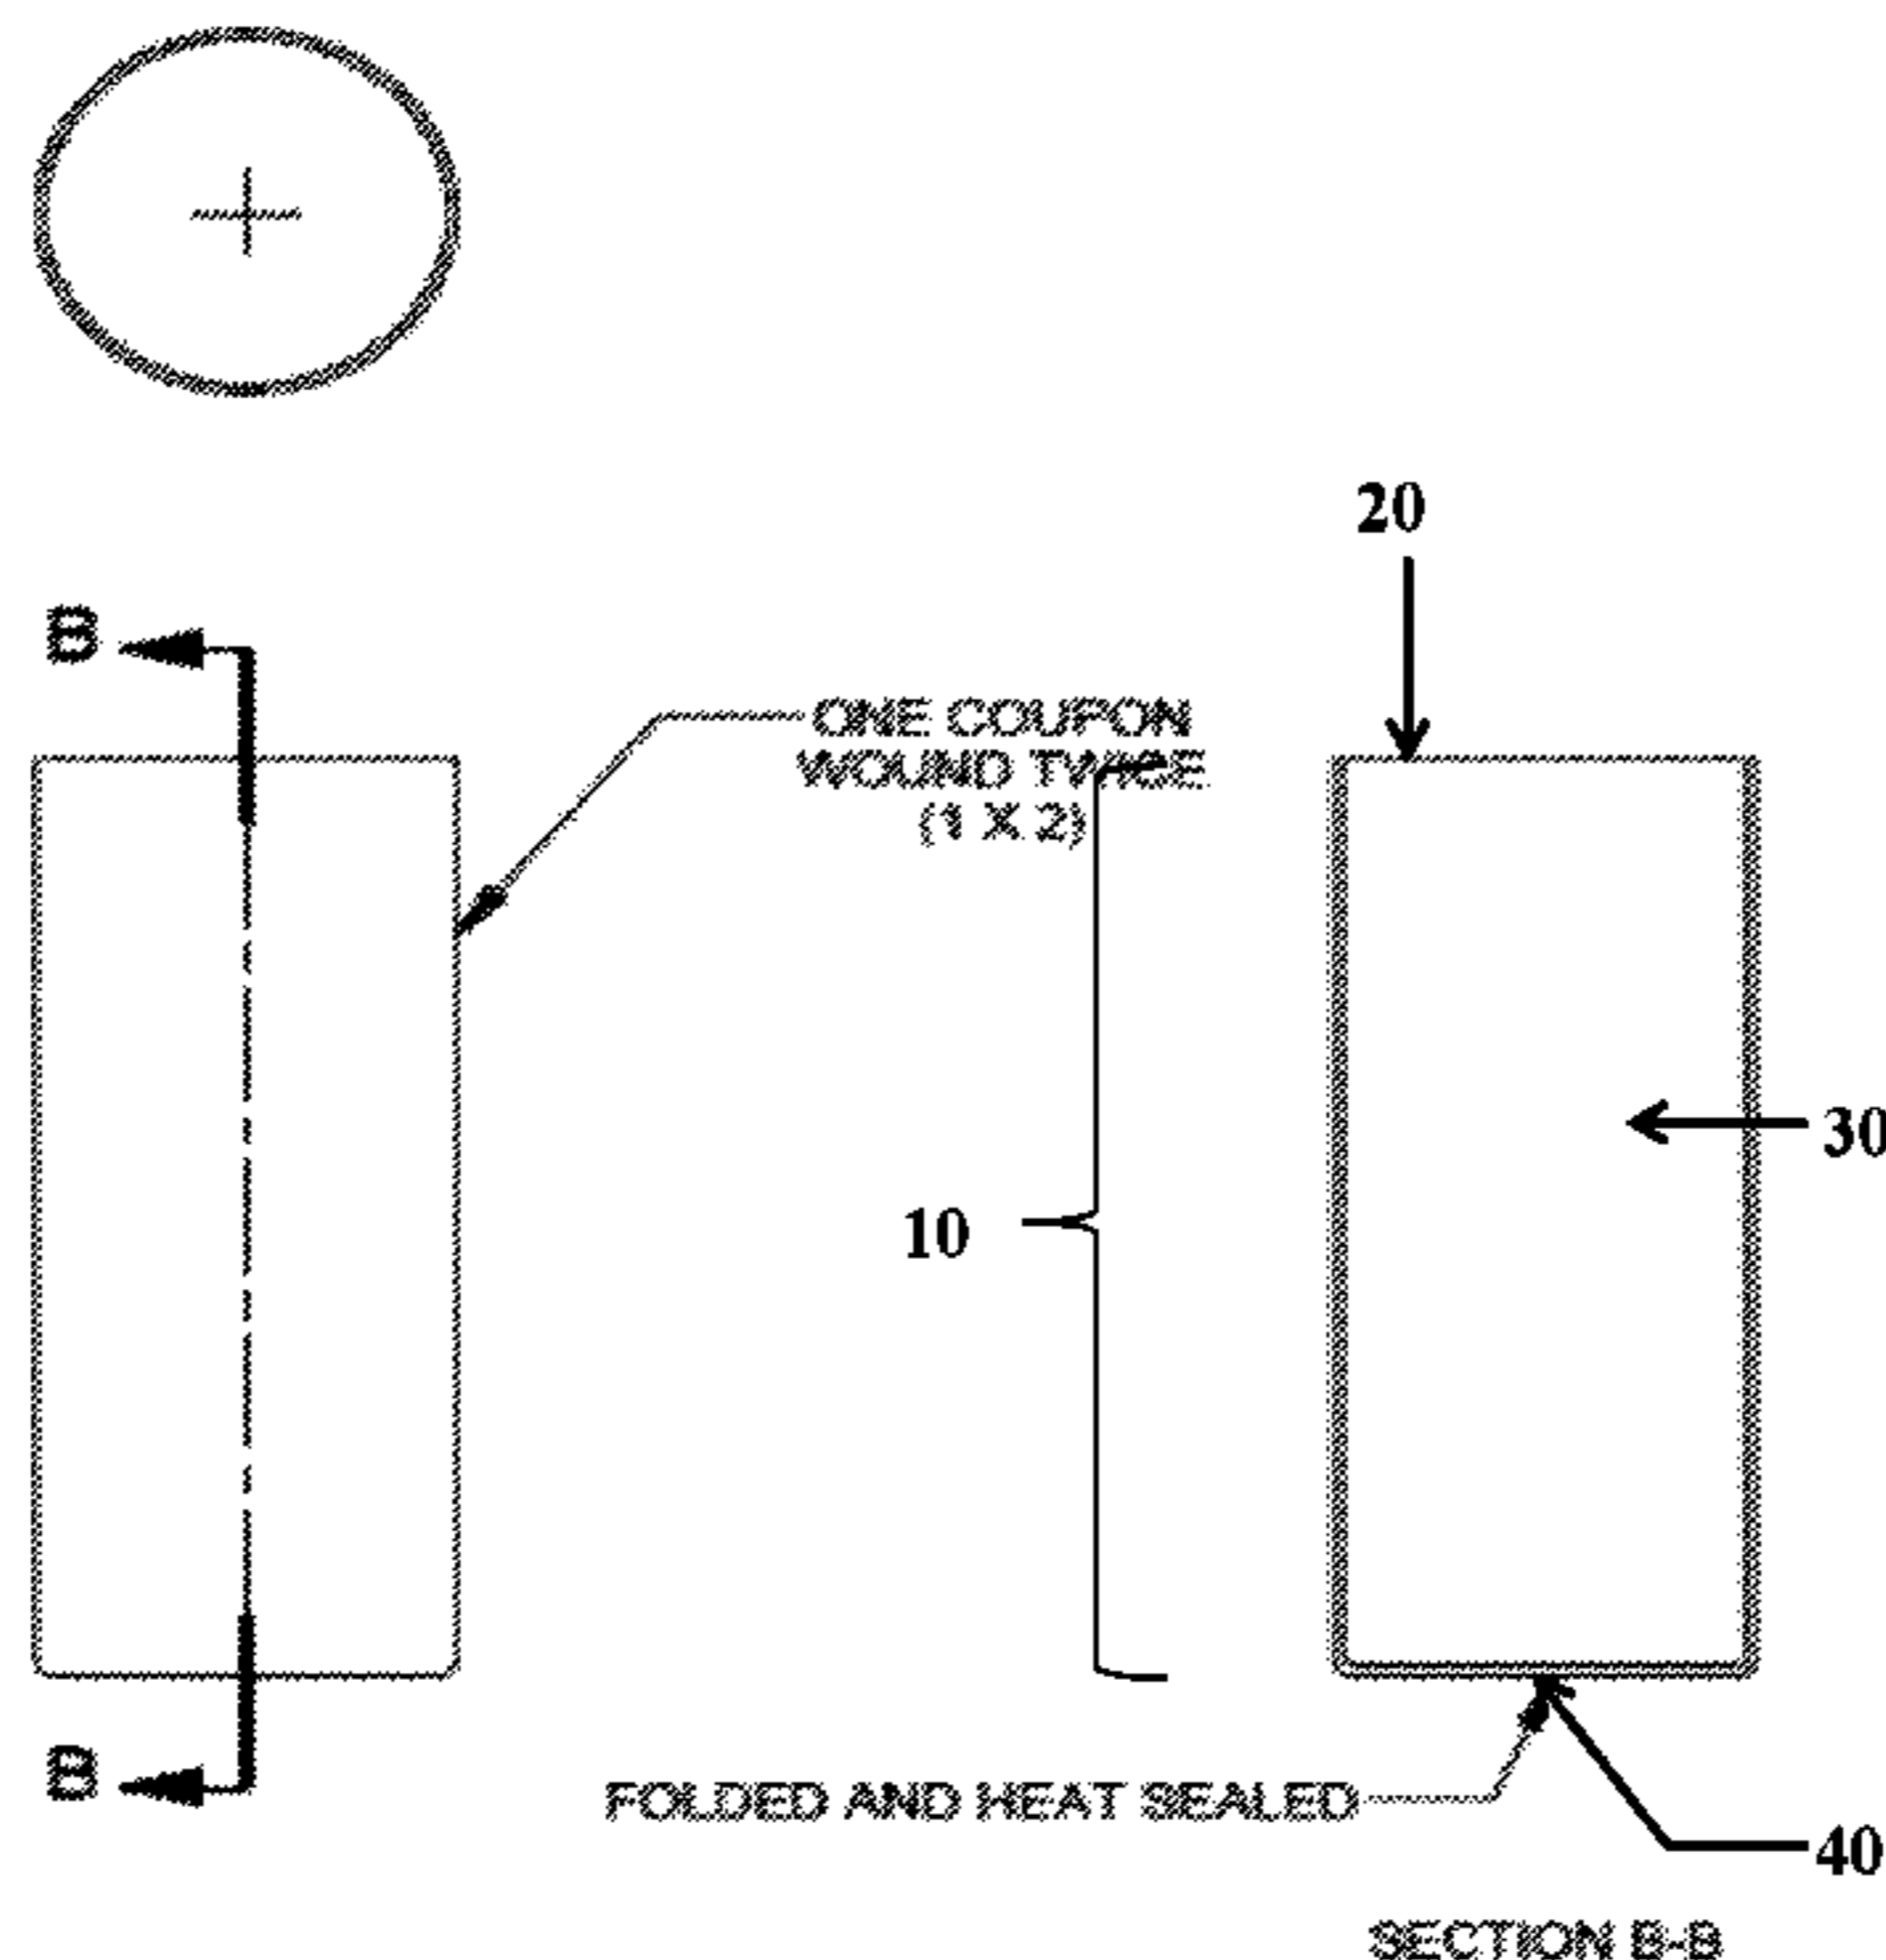 20
B
ONE COUPON
WOUND TWICE
(1 X 2)
30
10
B
FOLDED AND HEAT SEALED
40
SECTION B-B